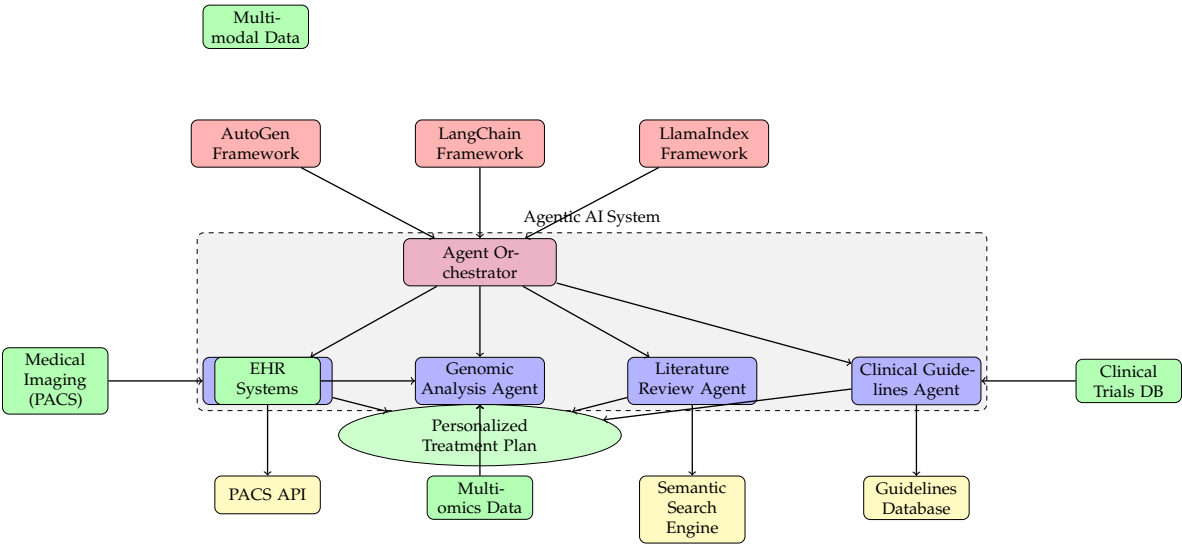 Multi-
modal Data
AutoGen
Framework
LangChain
Framework
LlamaIndex
Framework
Agentic AI System
Agent Or-
chestrator
Medical
Imaging
(PACS)
EHR
Systems
Genomic
Analysis Agent
Literature
Review Agent
Clinical Guide-
lines Agent
Clinical
Trials DB
Personalized
Treatment Plan
PACS API
Multi-
omics Data
Semantic
Search
Engine
Guidelines
Database